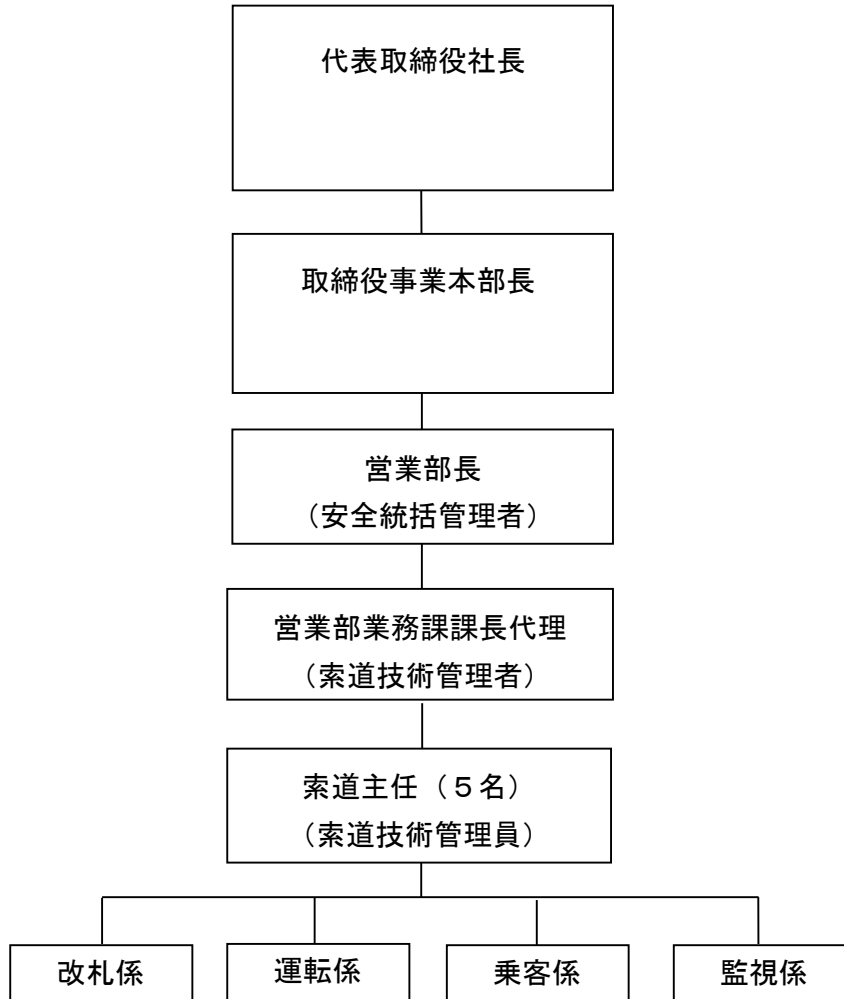 代表取締役社長
取締役事業本部長
営業部長
（安全統括管理者）
営業部業務課課長代理
（索道技術管理者）
索道主任（５名）
（索道技術管理員）
改札係
運転係
乗客係
監視係